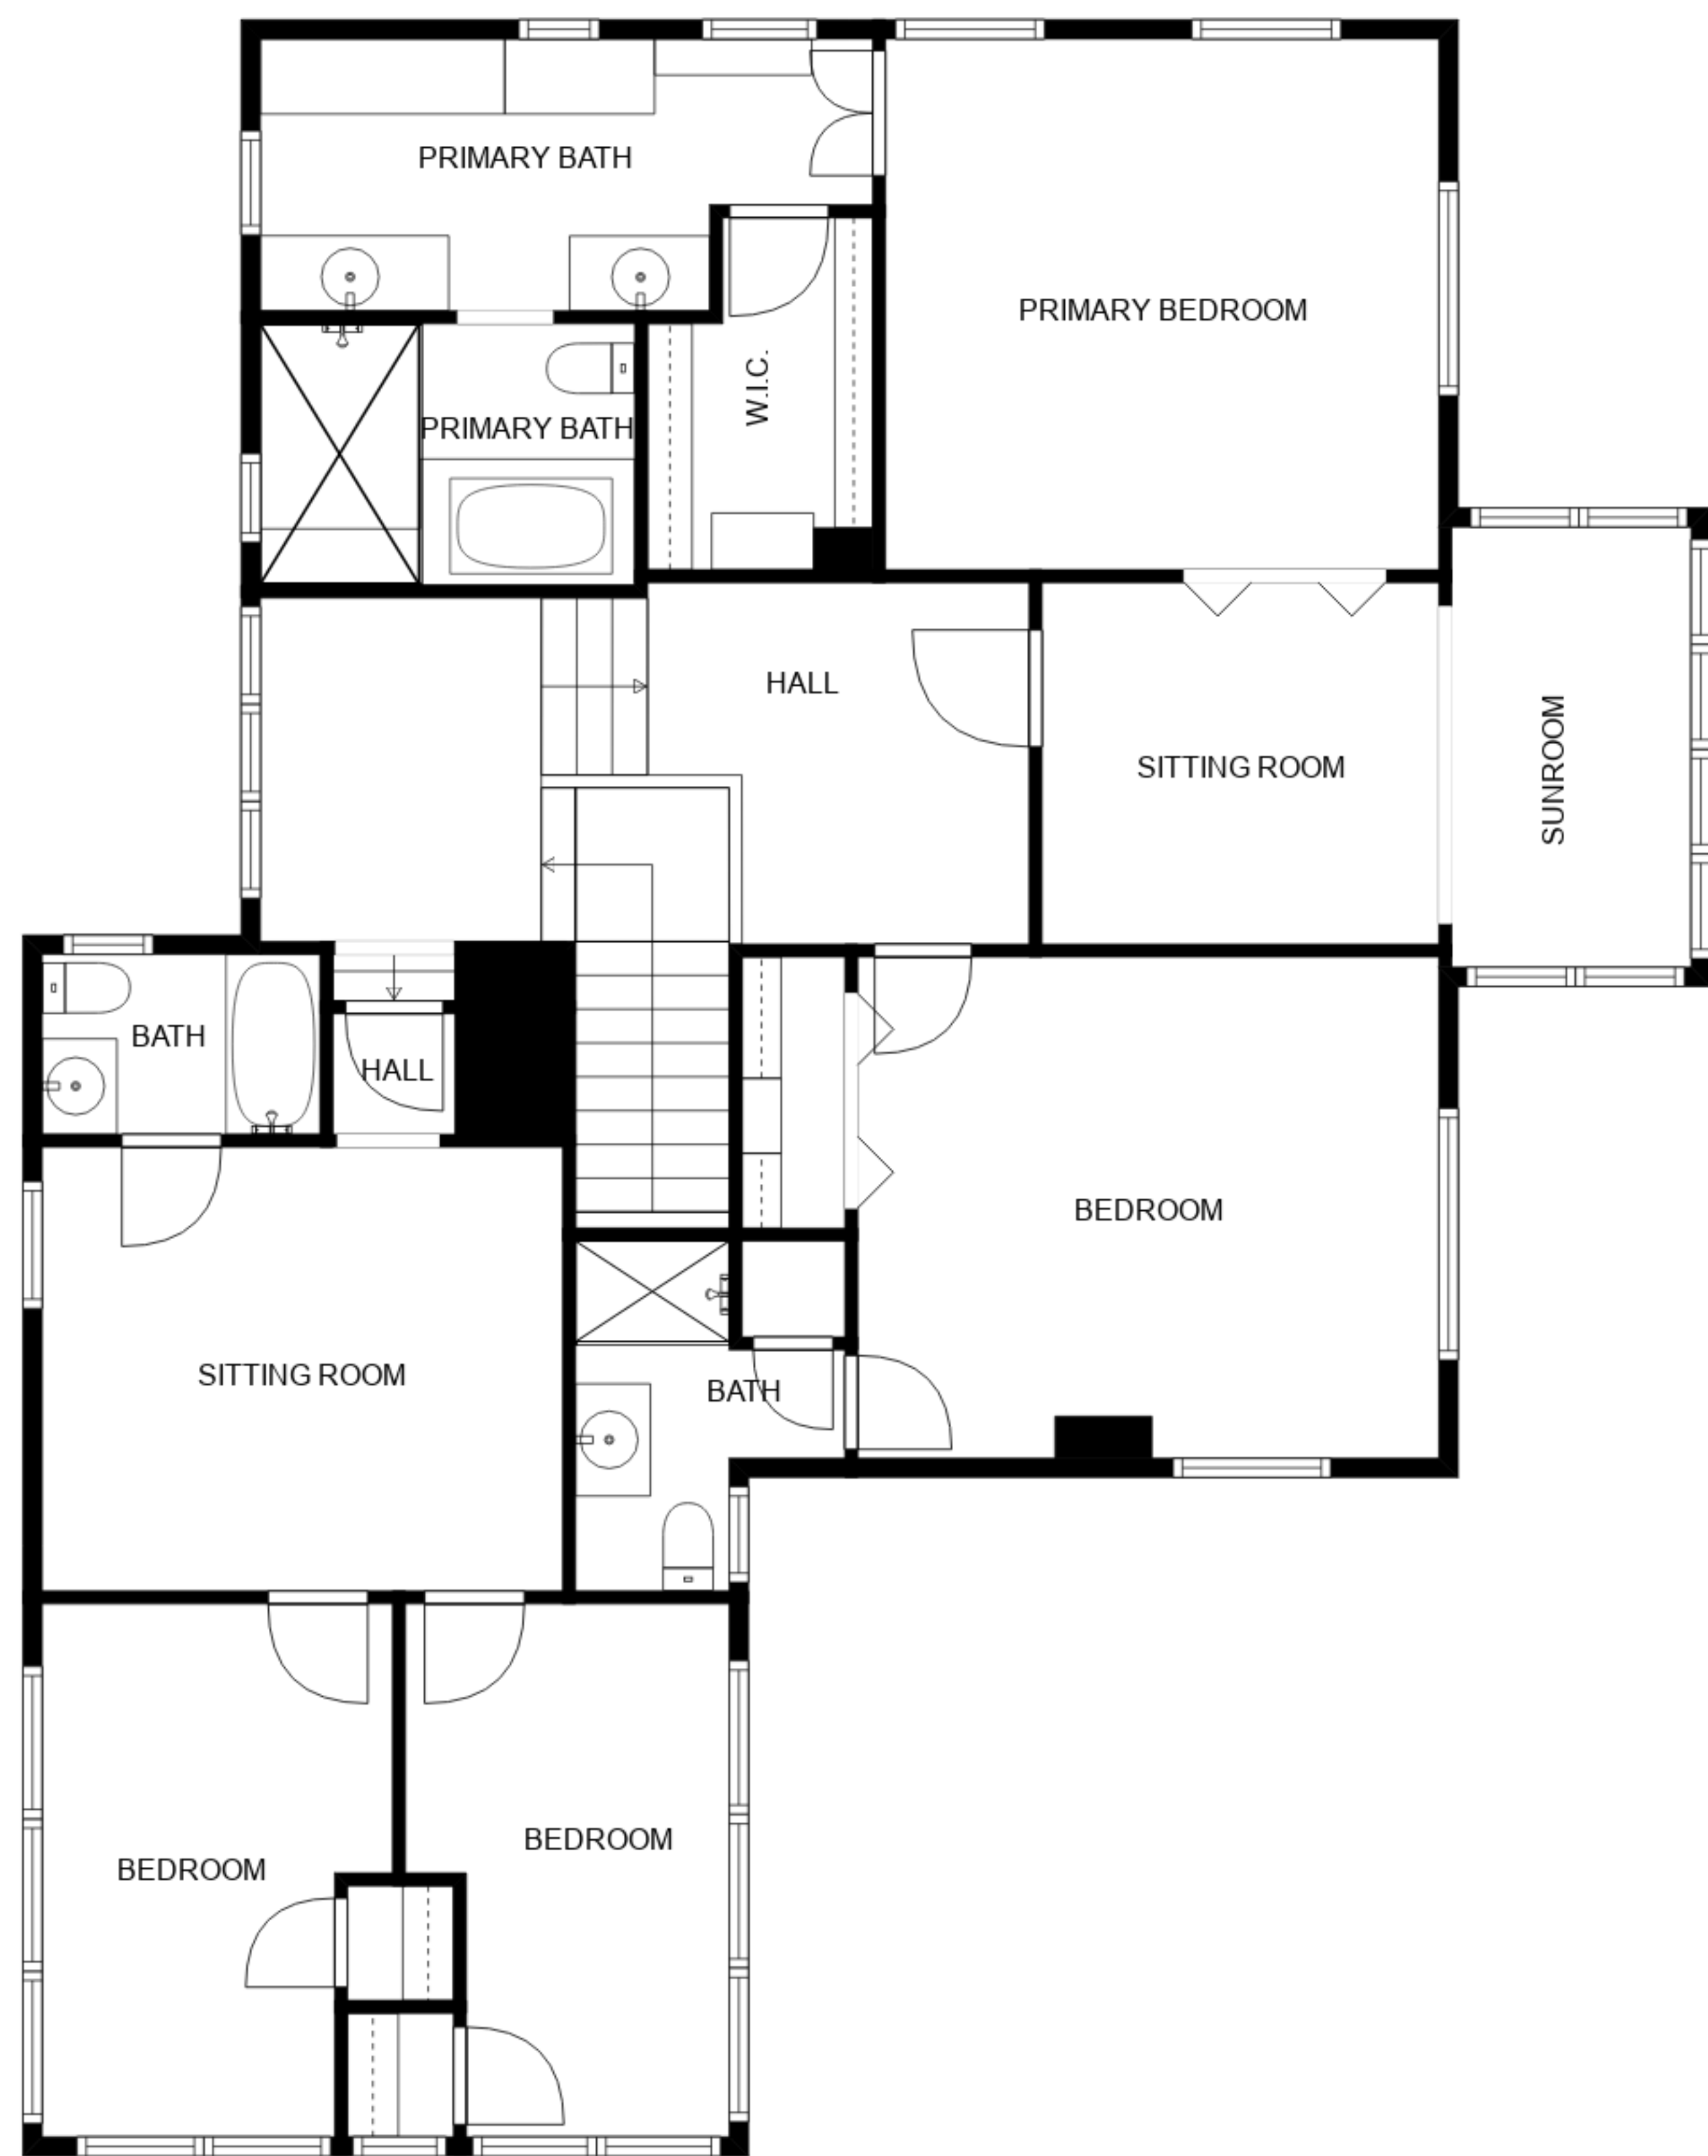 PRIMARY BATH
PRIMARY BEDROOM
W.I.C.
PRIMARY BATH
HALL
SITTING ROOM
SUNROOM
BATH
HALL
BEDROOM
SITTING ROOM
BATH
BEDROOM
BEDROOM